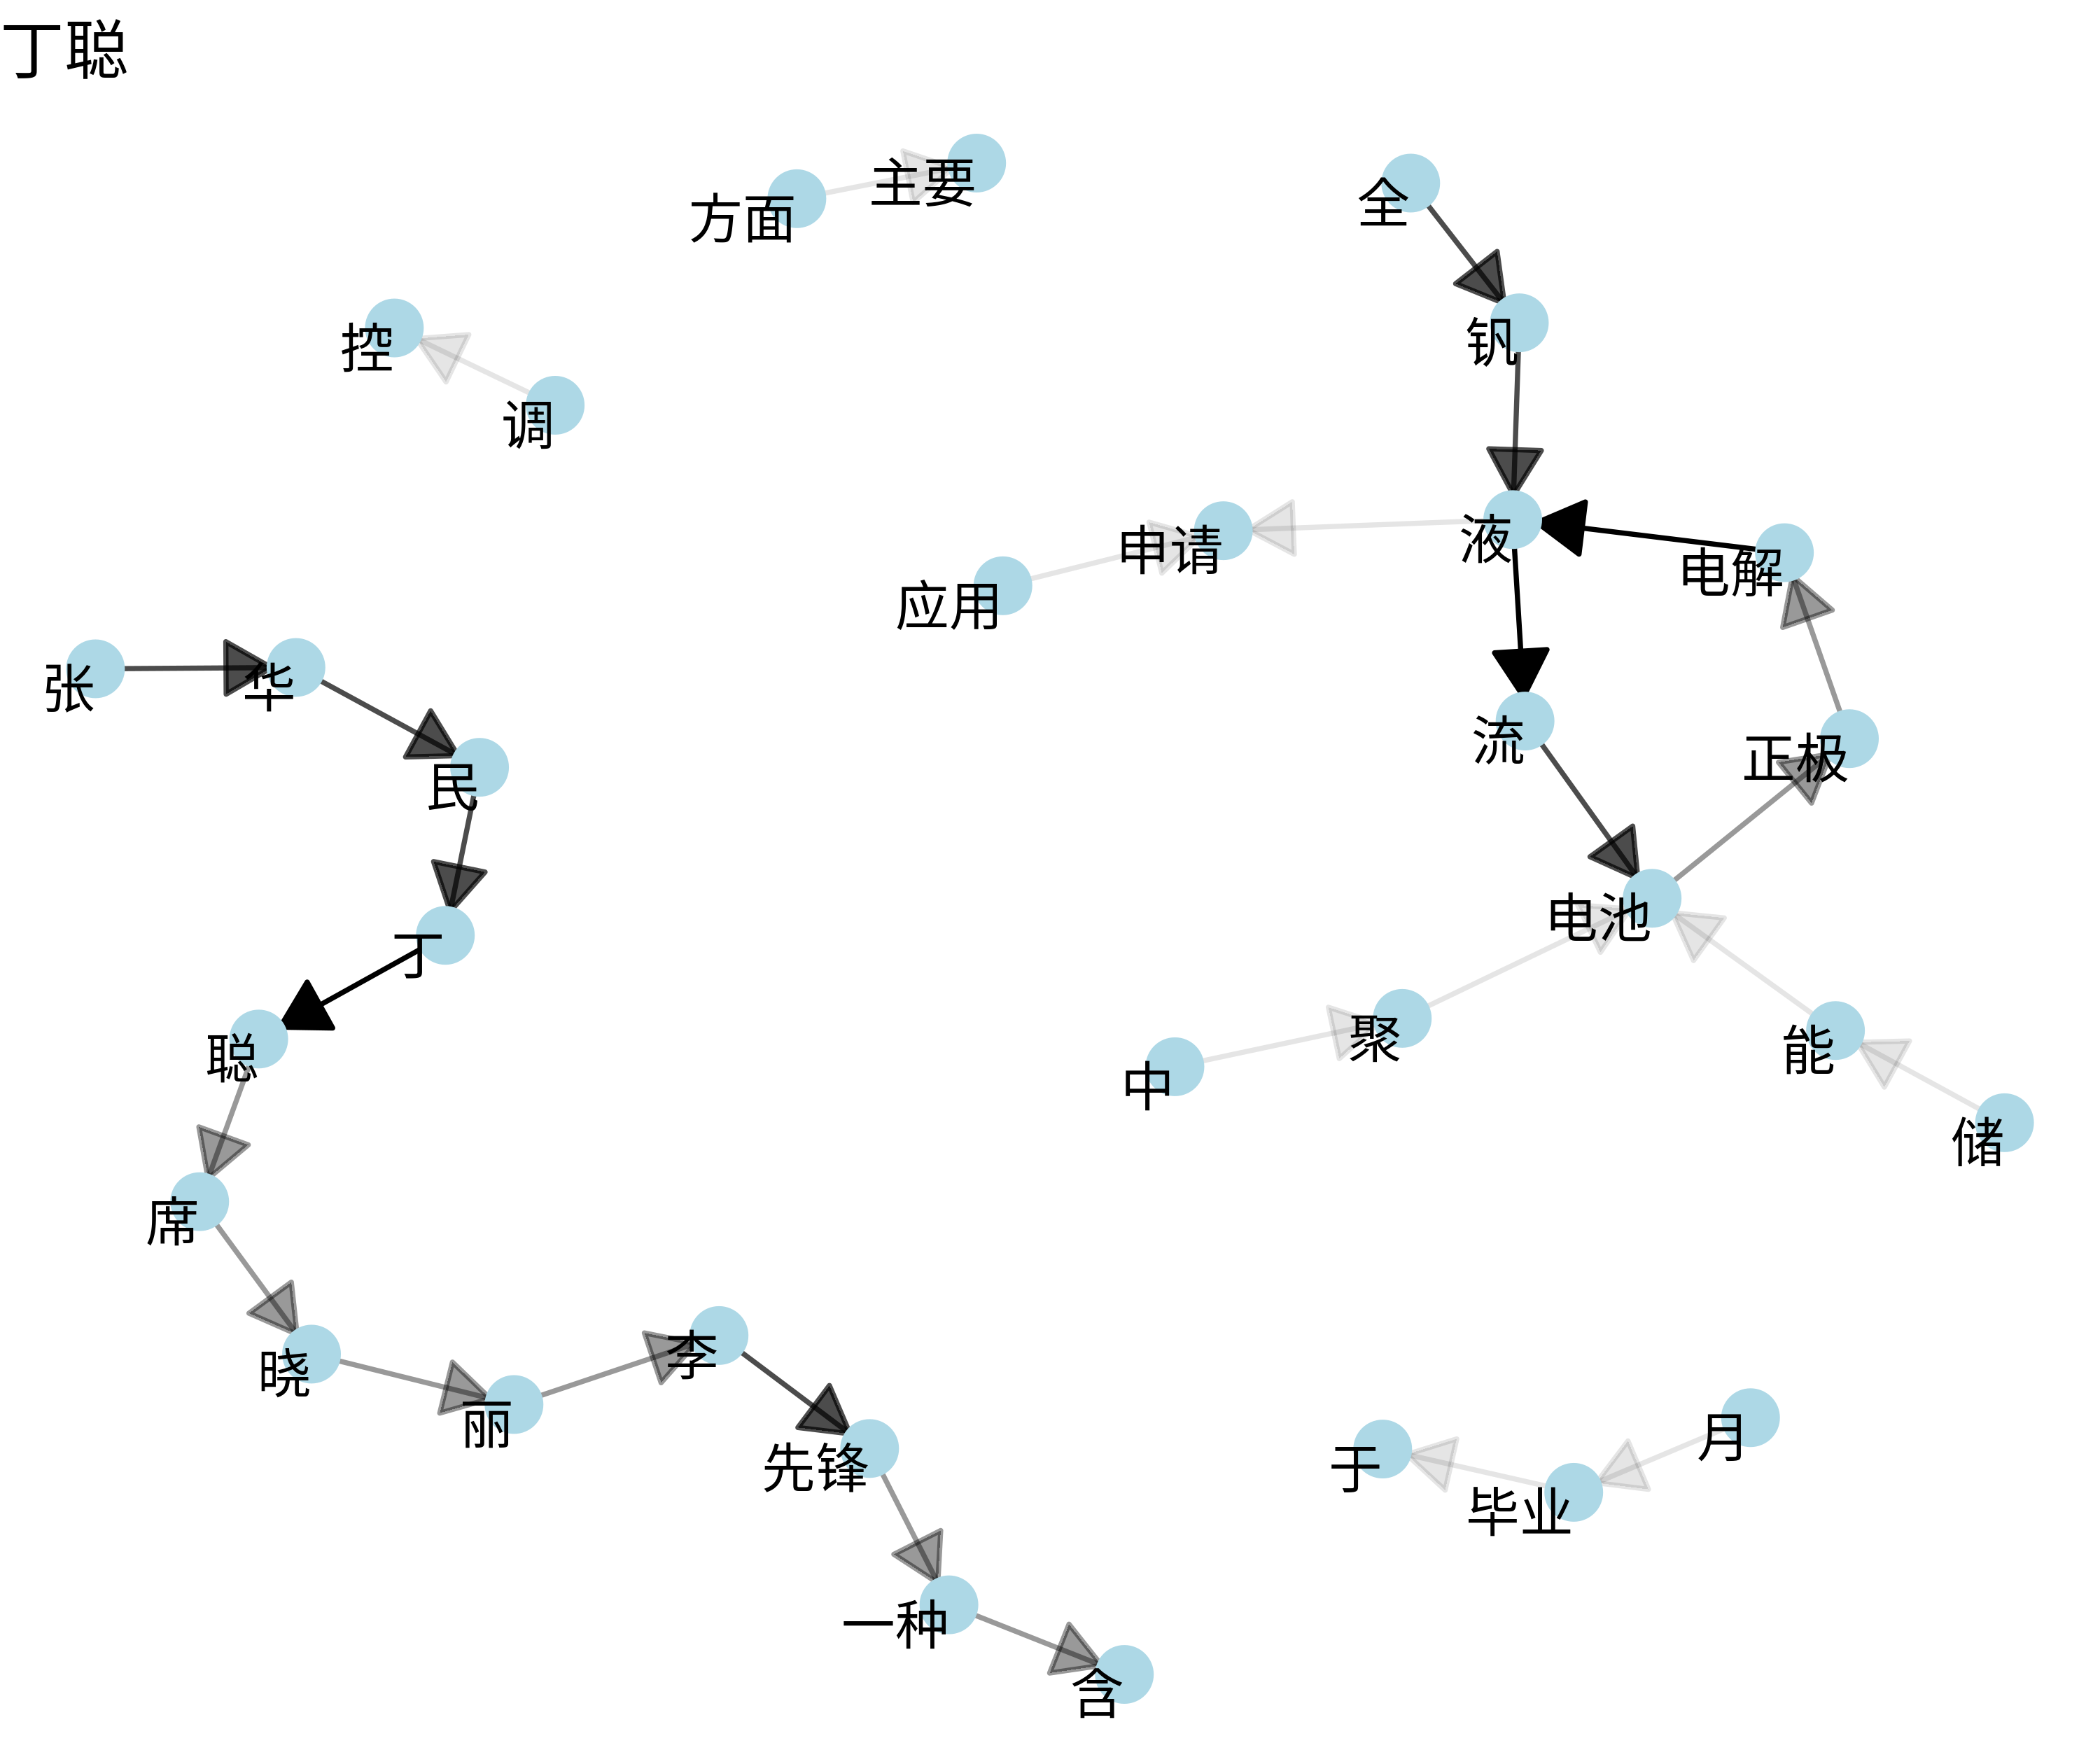 丁聪
主要
方面
全
控
钒
调
液
申请
电解
应用
张
华
流
民
正极
电池
丁
聪
聚
能
中
储
席
李
晓
丽
月
先锋
于
毕业
一种
含